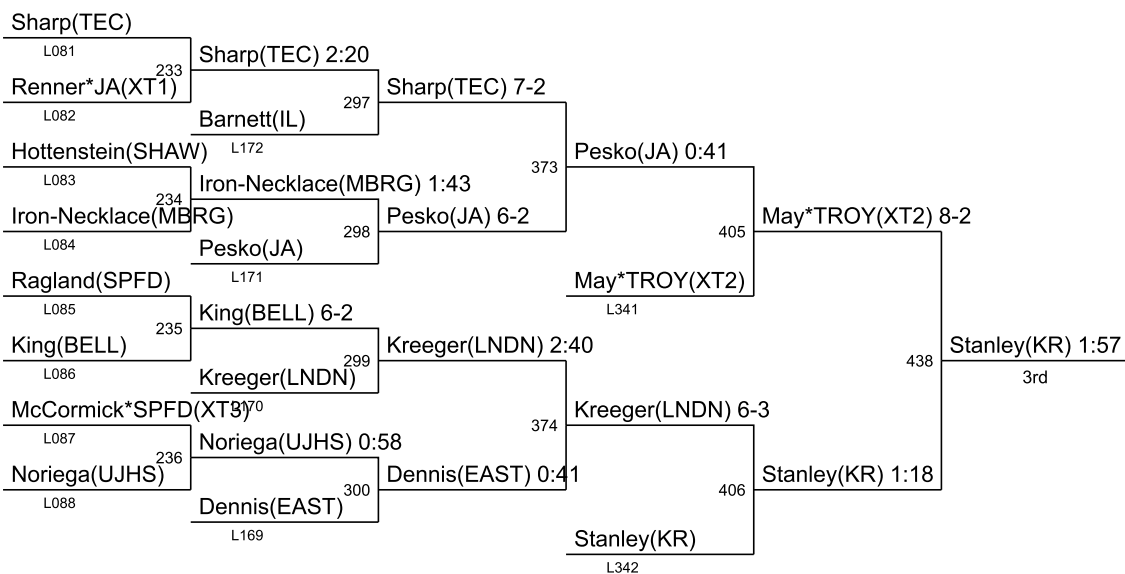 Sharp(TEC)
L081
Sharp(TEC) 2:20
233
Renner*JA(XT1)
Sharp(TEC) 7-2
297
L082
Barnett(IL)
L172
Hottenstein(SHAW)
Pesko(JA) 0:41
373
L083
Iron-Necklace(MBRG) 1:43
234
Iron-Necklace(MBRG)
Pesko(JA) 6-2
May*TROY(XT2) 8-2
298
405
L084
Pesko(JA)
L171
Ragland(SPFD)
May*TROY(XT2)
L085
L341
King(BELL) 6-2
235
King(BELL)
Kreeger(LNDN) 2:40
Stanley(KR) 1:57
299
438
L086
Kreeger(LNDN)
3rd
L170
McCormick*SPFD(XT3)
Kreeger(LNDN) 6-3
374
L087
Noriega(UJHS) 0:58
236
Noriega(UJHS)
Dennis(EAST) 0:41
Stanley(KR) 1:18
300
406
L088
Dennis(EAST)
L169
Stanley(KR)
L342